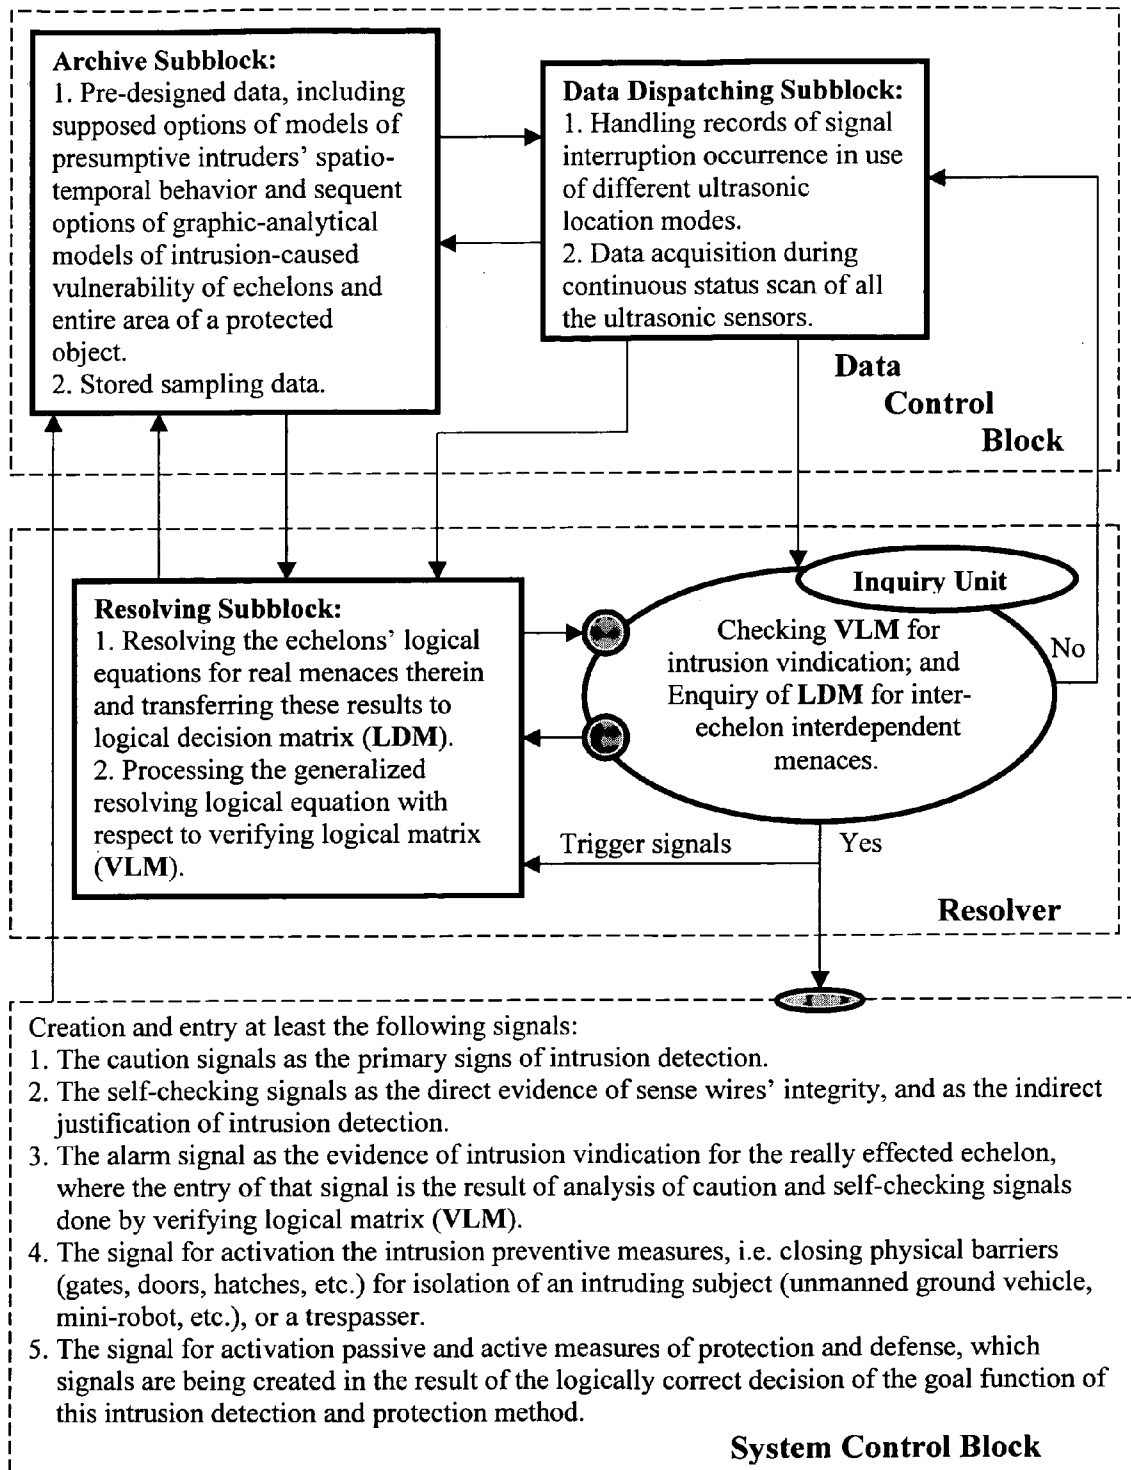 Archive Subblock:
1. Pre-designed data, including
supposed options of models of
presumptive intruders' spatio-
temporal behavior and sequent
options of graphic-analytical
models of intrusion-caused
vulnerability of echelons and
entire area of a protected
object.
2. Stored sampling data.
Data Dispatching Subblock:
1. Handling records of signal
interruption occurrence in use
of different ultrasonic
location modes.
2. Data acquisition during
continuous status scan of all
the ultrasonic sensors.
Data
Control
Block
Resolving Subblock:
1. Resolving the echelons' logical
equations for real menaces therein
and transferring these results to
logical decision matrix (LDM).
2. Processing the generalized
resolving logical equation with
respect to verifying logical matrix
(VLM).
Inquiry Unit
Checking VLM for
intrusion vindication; and
Enquiry of LDM for inter-
echelon interdependent
menaces.
No
Trigger signals
Yes
Resolver
Creation and entry at least the following signals:
1. The caution signals as the primary signs of intrusion detection.
2. The self-checking signals as the direct evidence of sense wires' integrity, and as the indirect
justification of intrusion detection.
3. The alarm signal as the evidence of intrusion vindication for the really effected echelon,
where the entry of that signal is the result of analysis of caution and self-checking signals
done by verifying logical matrix (VLM).
4. The signal for activation the intrusion preventive measures, i.e. closing physical barriers
(gates, doors, hatches, etc.) for isolation of an intruding subject (unmanned ground vehicle,
mini-robot, etc.), or a trespasser.
5. The signal for activation passive and active measures of protection and defense, which
signals are being created in the result of the logically correct decision of the goal function of
this intrusion detection and protection method.
System Control Block